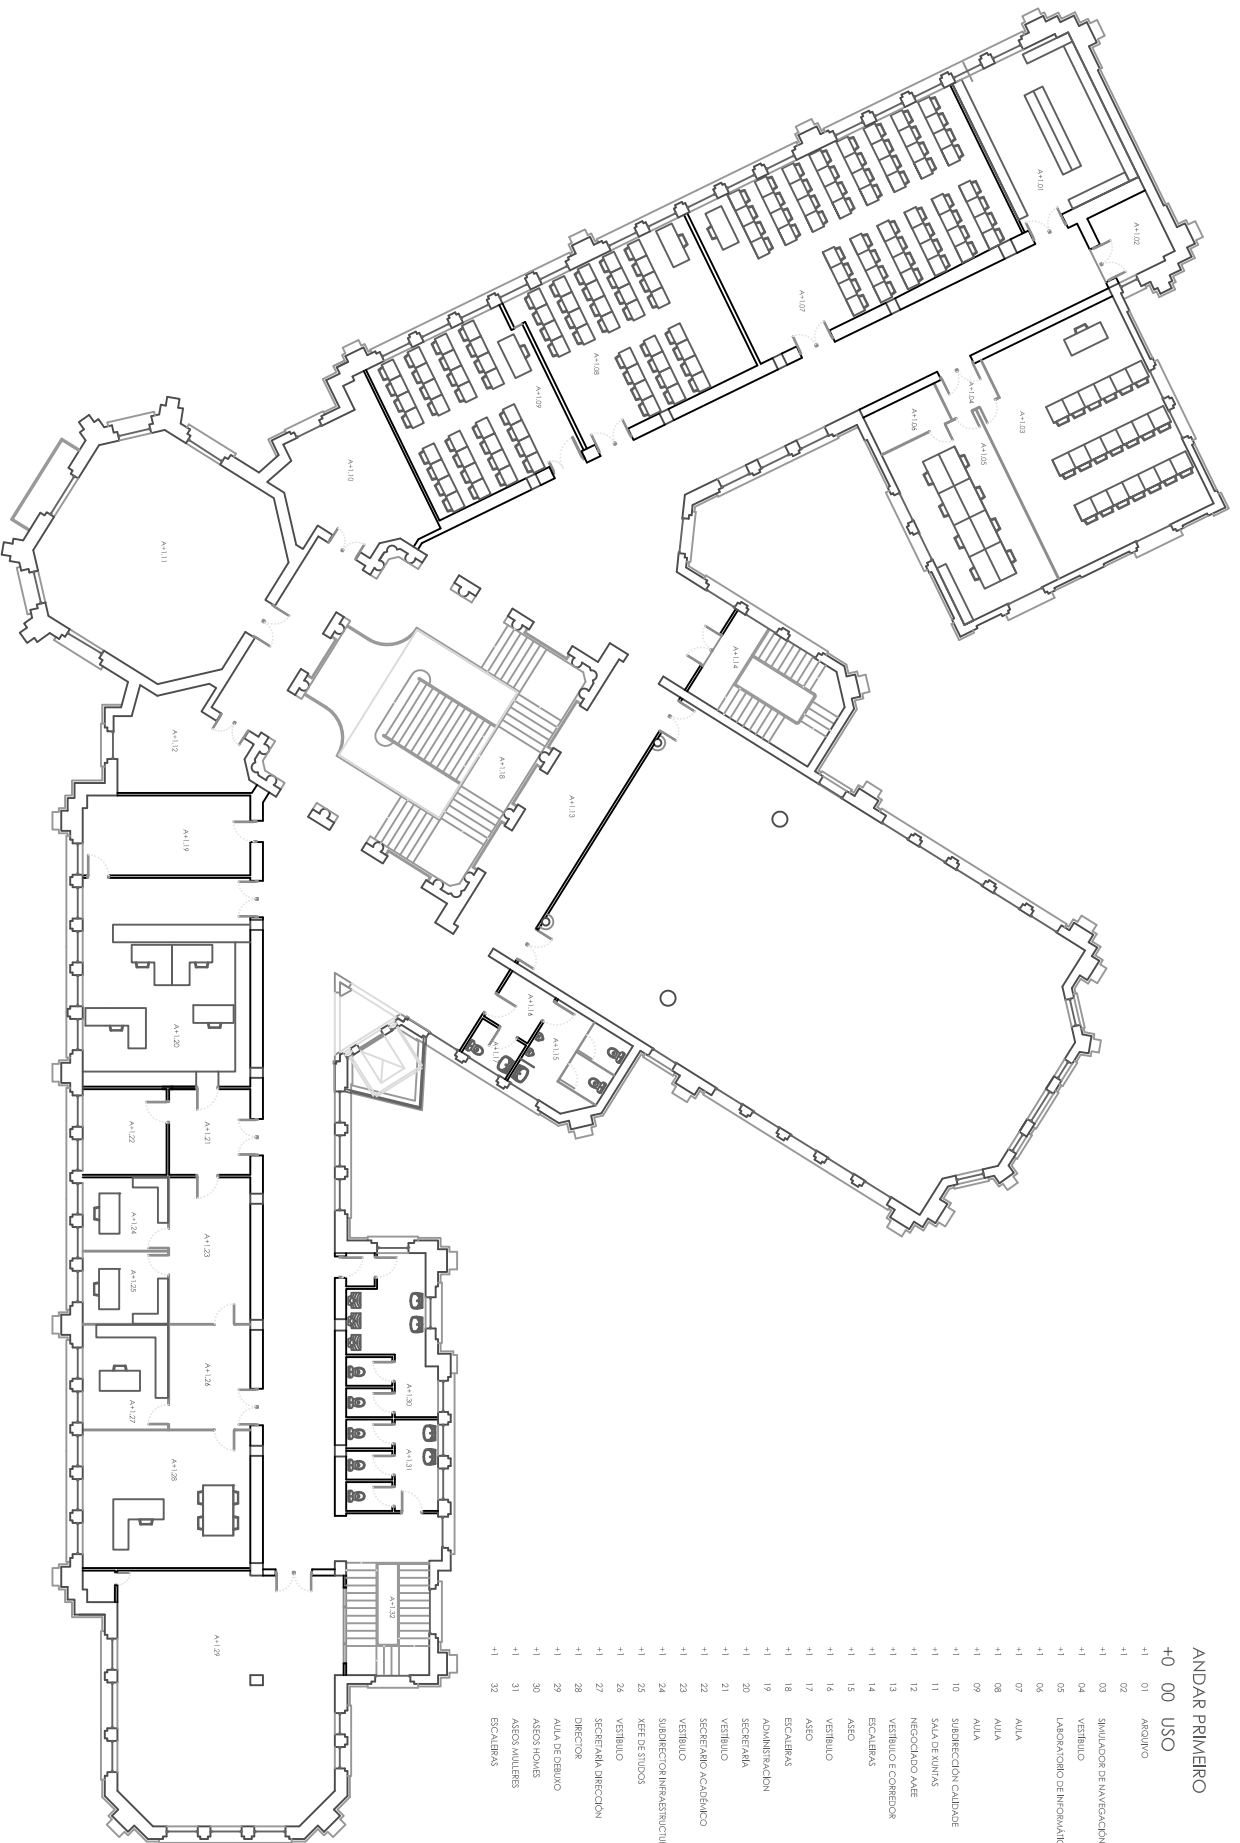 ANDAR PRIMEIRO
+0 00 USO
+1 01 ARQUIVO
+1 02
+1 03 SIMULADOR DE NAVEGACIÓN
+1 04 VESTÍBULO
+1 05 LABORATORIO DE INFORMÁTIC
+1 06
+1 07 AULA
+1 08 AULA
+1 09 AULA
+1 10 SUBDIRECCIÓN CALIDADE
+1 11 SALA DE XUNTAS
+1 12 NEGOCIADO AAEE
+1 13 VESTÍBULO E CORREDOR
+1 14 ESCALEIRAS
+1 15 ASEO
+1 16 VESTÍBULO
+1 17 ASEO
+1 18 ESCALEIRAS
+1 19 ADMINISTRACIÓN
+1 20 SECRETARÍA
+1 21 VESTÍBULO
+1 22 SECRETARIO ACADÉMICO
+1 23 VESTÍBULO
+1 24 SUBDIRECTOR INFRAESTRUCTU
+1 25 XEFE DE STUDOS
+1 26 VESTÍBULO
+1 27 SECRETARÍA DIRECCIÓN
+1 28 DIRECTOR
+1 29 AULA DE DEBUXO
+1 30 ASEOS HOMES
+1 31 ASEOS MULLERES
+1 32 ESCALEIRAS
A+1.01
A+1.02
A+1.03
A+1.04
A+1.05
A+1.06
A+1.07
A+1.08
A+1.09
A+1.10
A+1.11
A+1.12
A+1.13
A+1.14
A+1.15
A+1.16
A+1.17
A+1.18
A+1.19
A+1.20
A+1.21
A+1.22
A+1.23
A+1.24
A+1.25
A+1.26
A+1.27
A+1.28
A+1.29
A+1.30
A+1.31
A+1.32